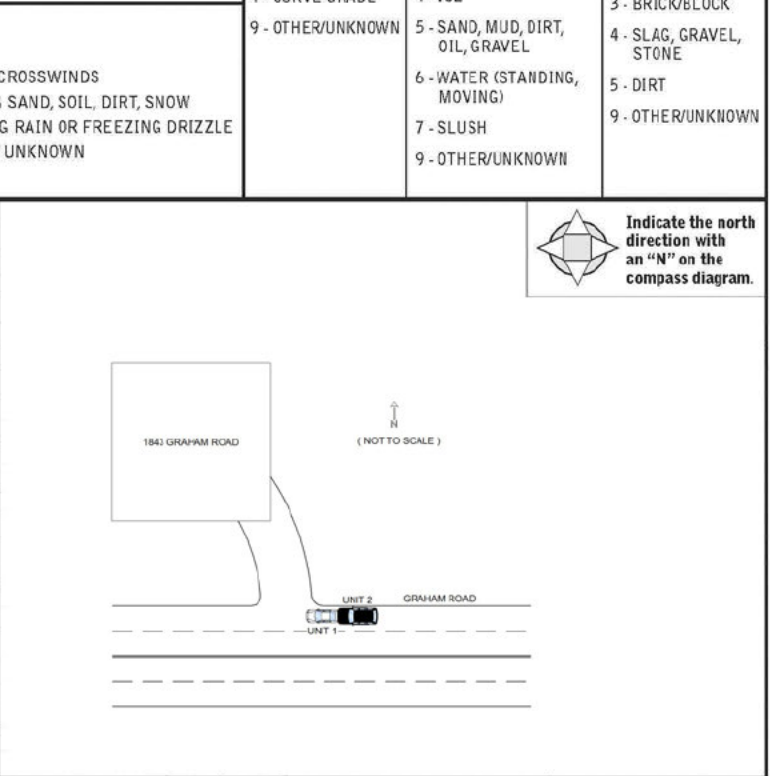 CROSSWINDS
SAND, SOIL, DIRT, SNOW
G RAIN OR FREEZING DRIZZLE
UNKNOWN
9 - OTHER/UNKNOWN
5 - SAND, MUD, DIRT,
OIL, GRAVEL
6 - WATER (STANDING,
MOVING)
7 - SLUSH
9 - OTHER/UNKNOWN
3 - BRICK/BLOCK
4 - SLAG, GRAVEL,
STONE
5 - DIRT
9 - OTHER/UNKNOWN
Indicate the north
direction with
an “N” on the
compass diagram.
N
( NOT TO SCALE )
GRAHAM ROAD
UNIT 2
GRAHAM ROAD
UNIT 1